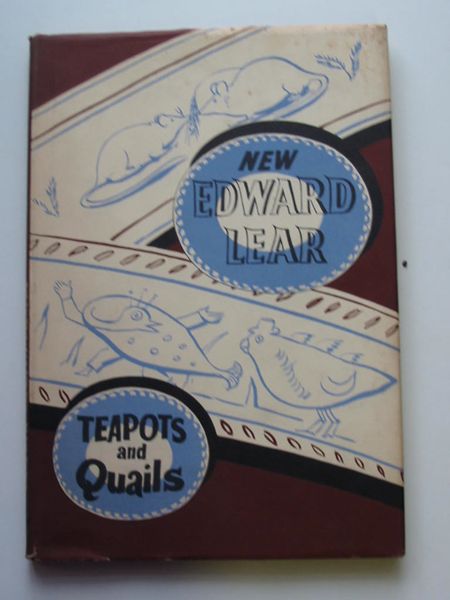 NEW
EDWARD
LEAR
TEAPOTS
and
Quails